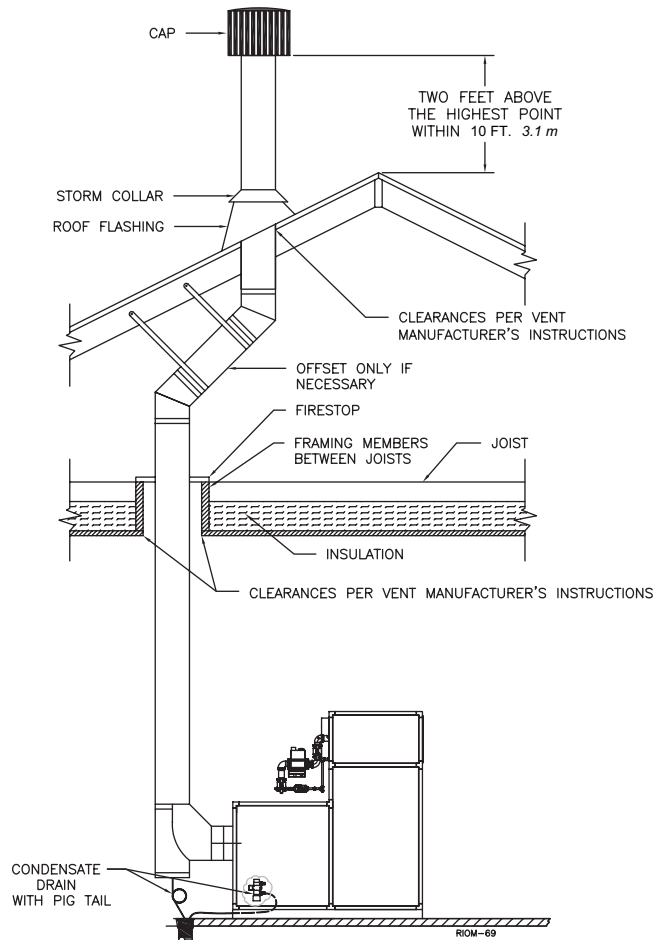 CAP
TWO FEET ABOVE
THE HIGHEST POINT
WITHIN 10 FT. 3.1 m
STORM COLLAR
ROOF FLASHING
CLEARANCES PER VENT
MANUFACTURER'S INSTRUCTIONS
OFFSET ONLY IF
NECESSARY
FIRESTOP
FRAMING MEMBERS
BETWEEN JOISTS
JOIST
INSULATION
CLEARANCES PER VENT MANUFACTURER'S INSTRUCTIONS
CONDENSATE
DRAIN
WITH PIG TAIL
RIOM-69